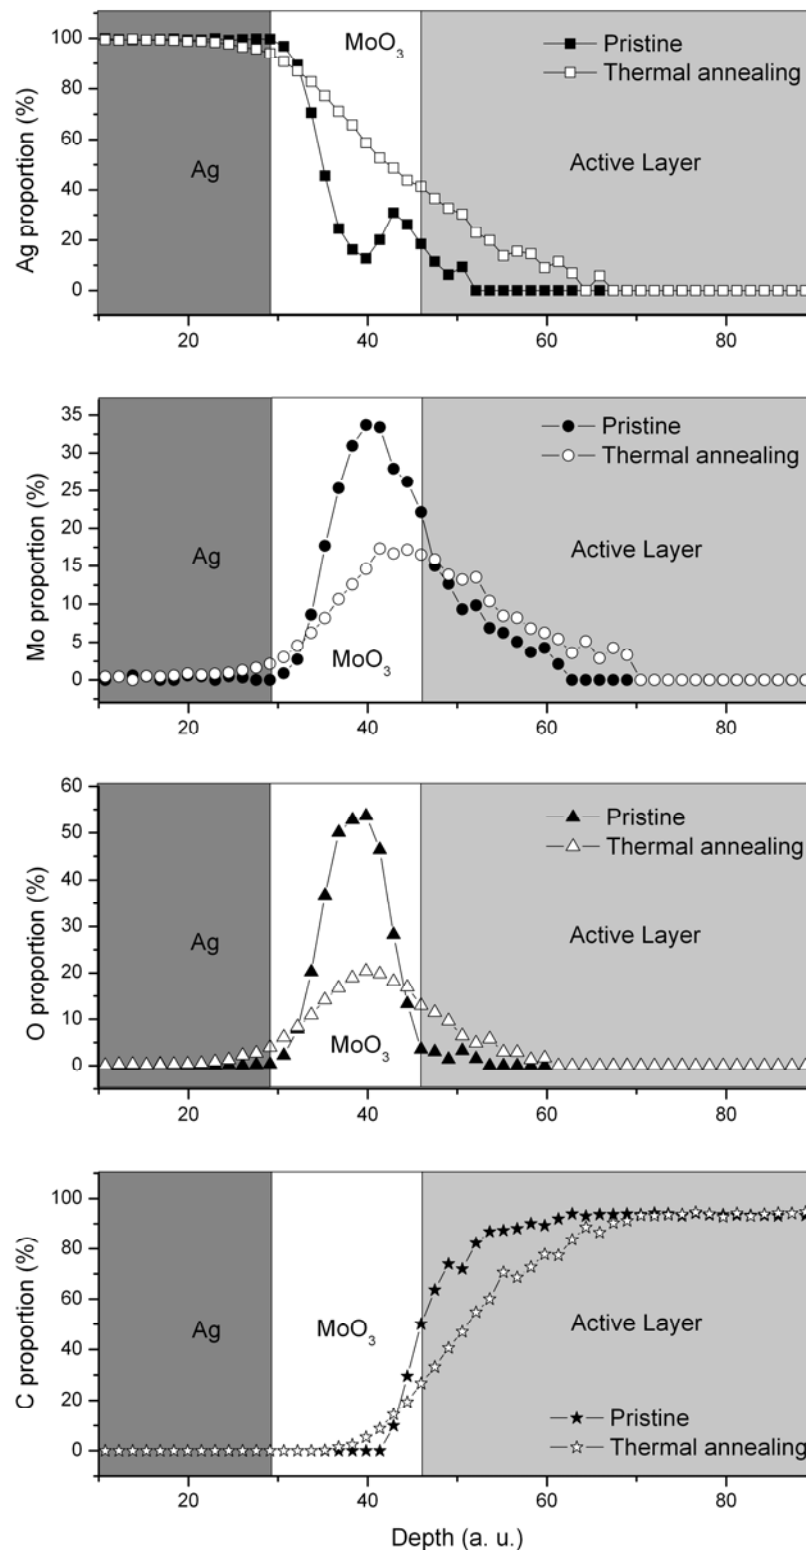 100
80
60
40
20
0
Ag proportion (%)
MoO3
Pristine
Thermal annealing
Ag
Active Layer
20
40
60
80
35
30
25
20
15
10
5
0
Mo proportion (%)
Pristine
Thermal annealing
Ag
Active Layer
MoO3
20
40
60
80
60
50
40
30
20
10
0
O proportion (%)
Pristine
Thermal annealing
Ag
Active Layer
MoO3
20
40
60
80
100
80
60
40
20
0
C proportion (%)
Ag
MoO3
Active Layer
Pristine
Thermal annealing
20
40
60
80
Depth (a. u.)